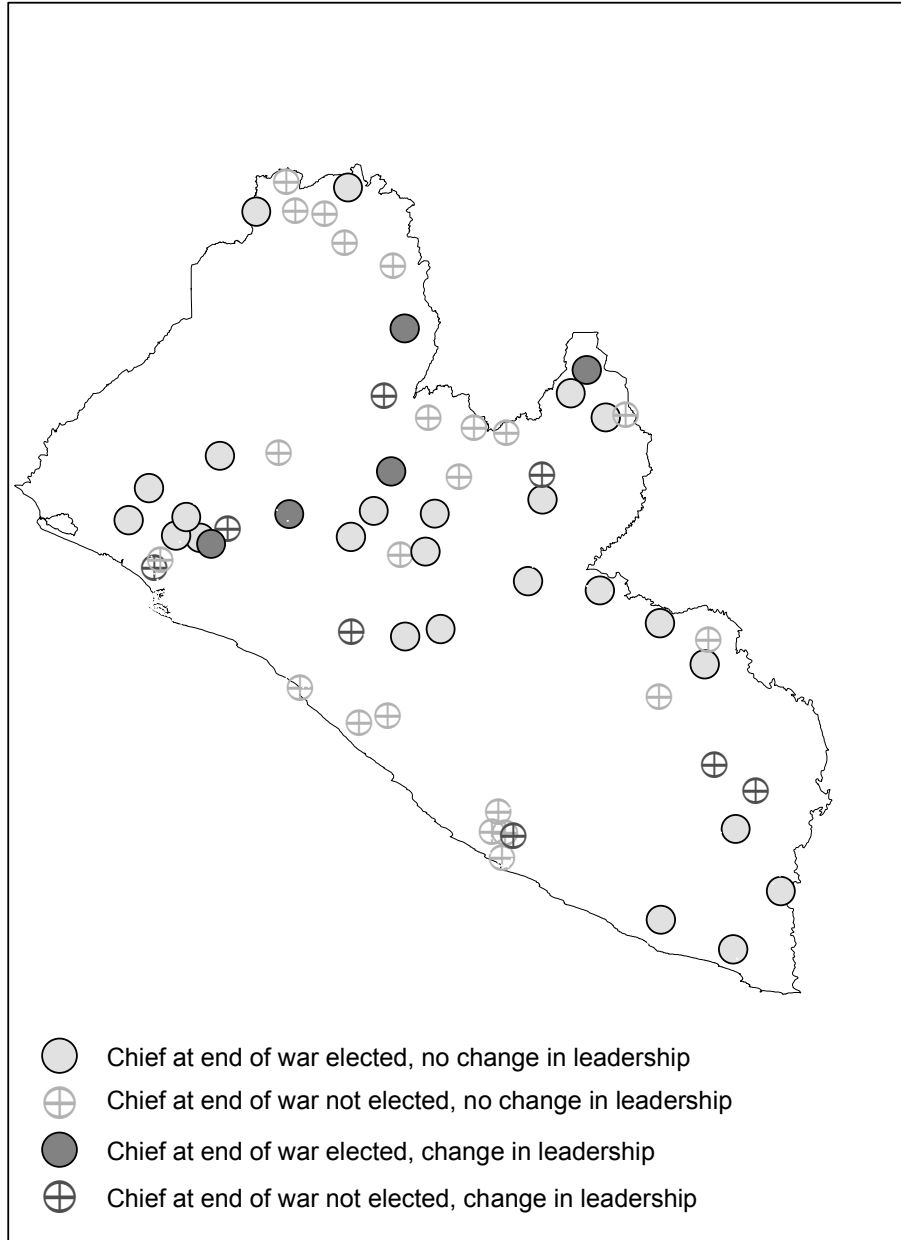 Chief at end of war elected, no change in leadership
Chief at end of war not elected, no change in leadership
Chief at end of war elected, change in leadership
Chief at end of war not elected, change in leadership